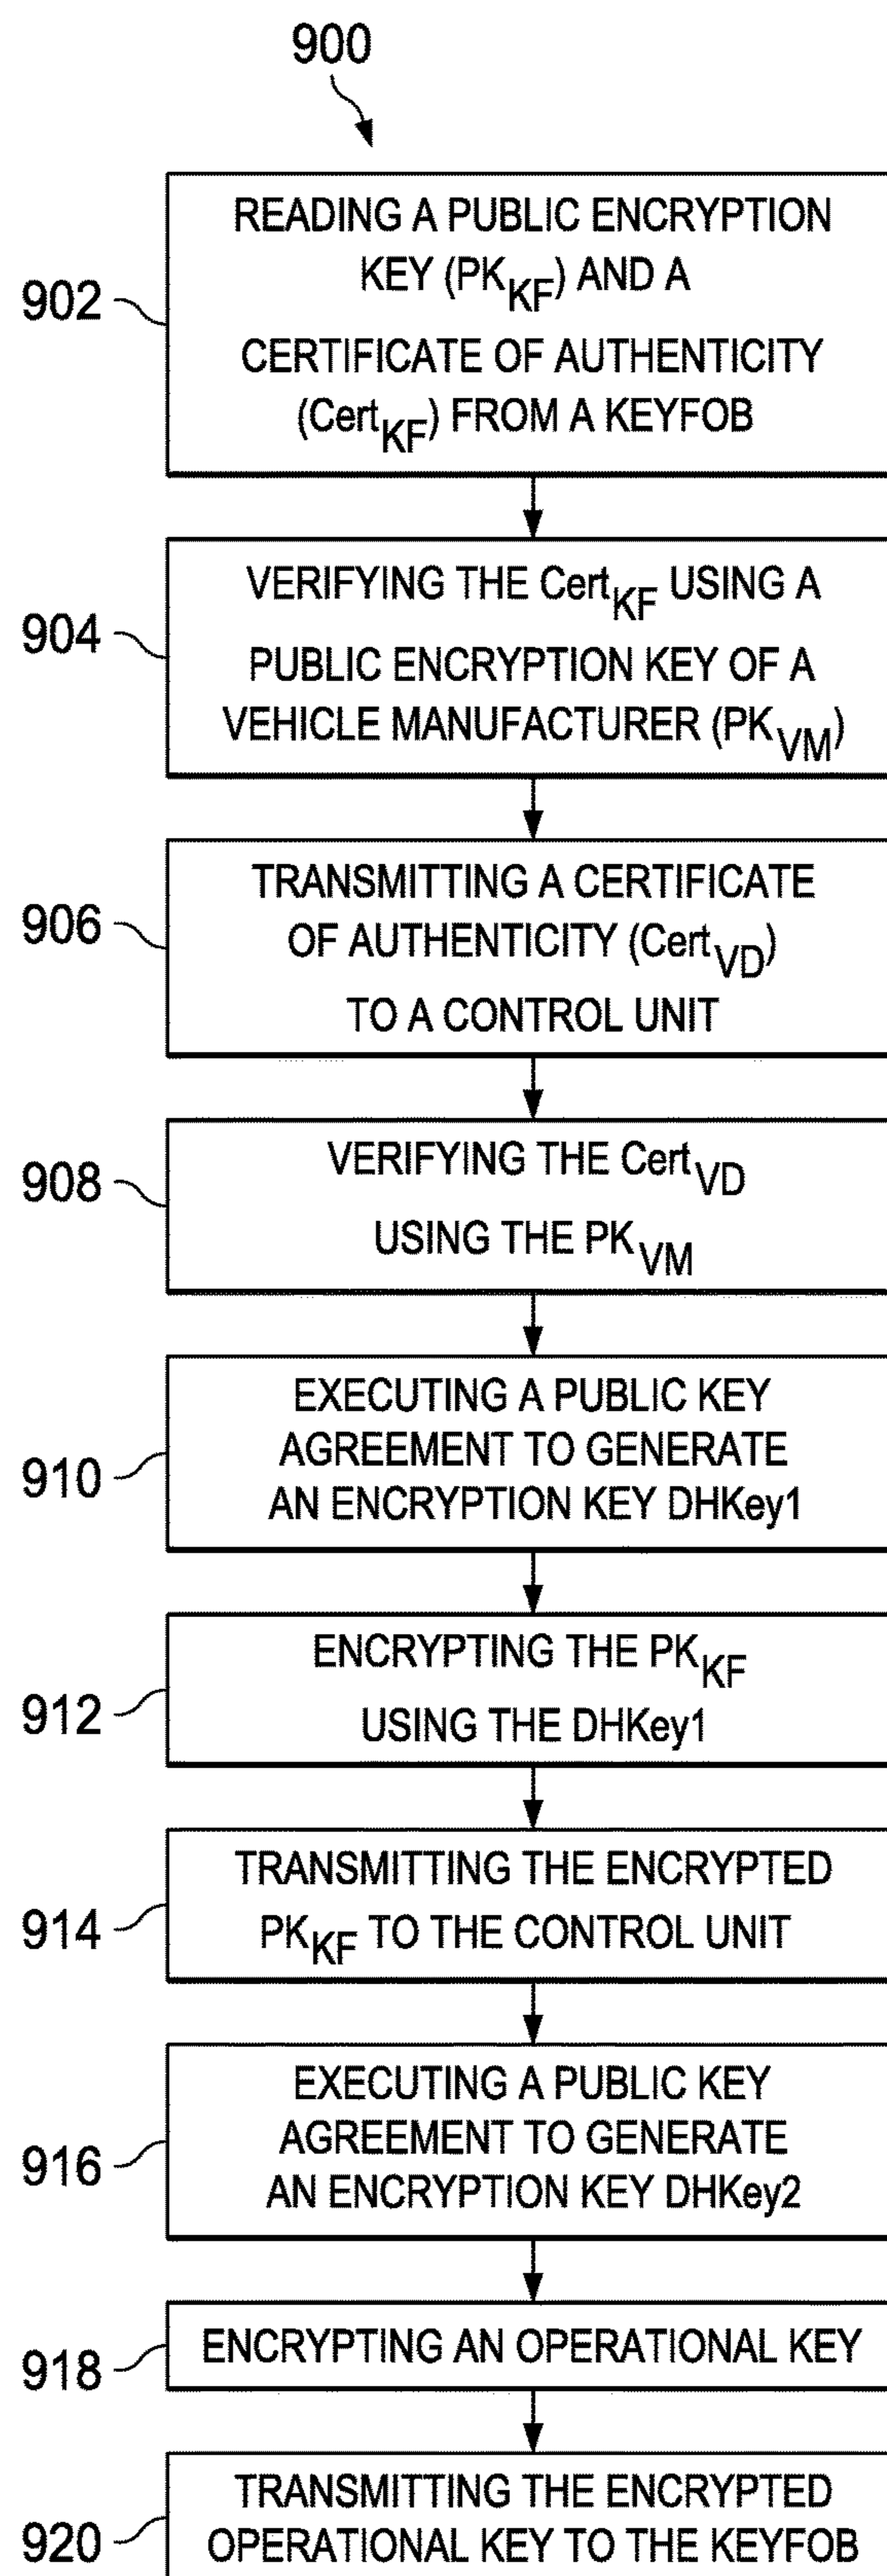 900
902
READING A PUBLIC ENCRYPTION
KEY (PKKF) AND A
CERTIFICATE OF AUTHENTICITY
(CertKF) FROM A KEYFOB
904
VERIFYING THE CertKF USING A
PUBLIC ENCRYPTION KEY OF A
VEHICLE MANUFACTURER (PKVM)
906
TRANSMITTING A CERTIFICATE
OF AUTHENTICITY (CertVD)
TO A CONTROL UNIT
908
VERIFYING THE CertVD
USING THE PKVM
910
EXECUTING A PUBLIC KEY
AGREEMENT TO GENERATE
AN ENCRYPTION KEY DHKey1
912
ENCRYPTING THE PKKF
USING THE DHKey1
914
TRANSMITTING THE ENCRYPTED
PKKF TO THE CONTROL UNIT
916
EXECUTING A PUBLIC KEY
AGREEMENT TO GENERATE
AN ENCRYPTION KEY DHKey2
918
ENCRYPTING AN OPERATIONAL KEY
920
TRANSMITTING THE ENCRYPTED
OPERATIONAL KEY TO THE KEYFOB